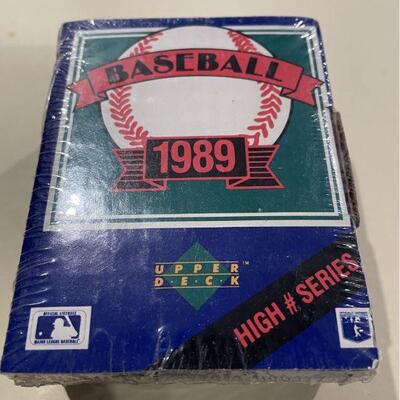 BASEBALL
1989
UPPER
DECK
HIGH # SERIES
OFFICIAL LICENSEE
MAJOR LEAGUE BASEBALL